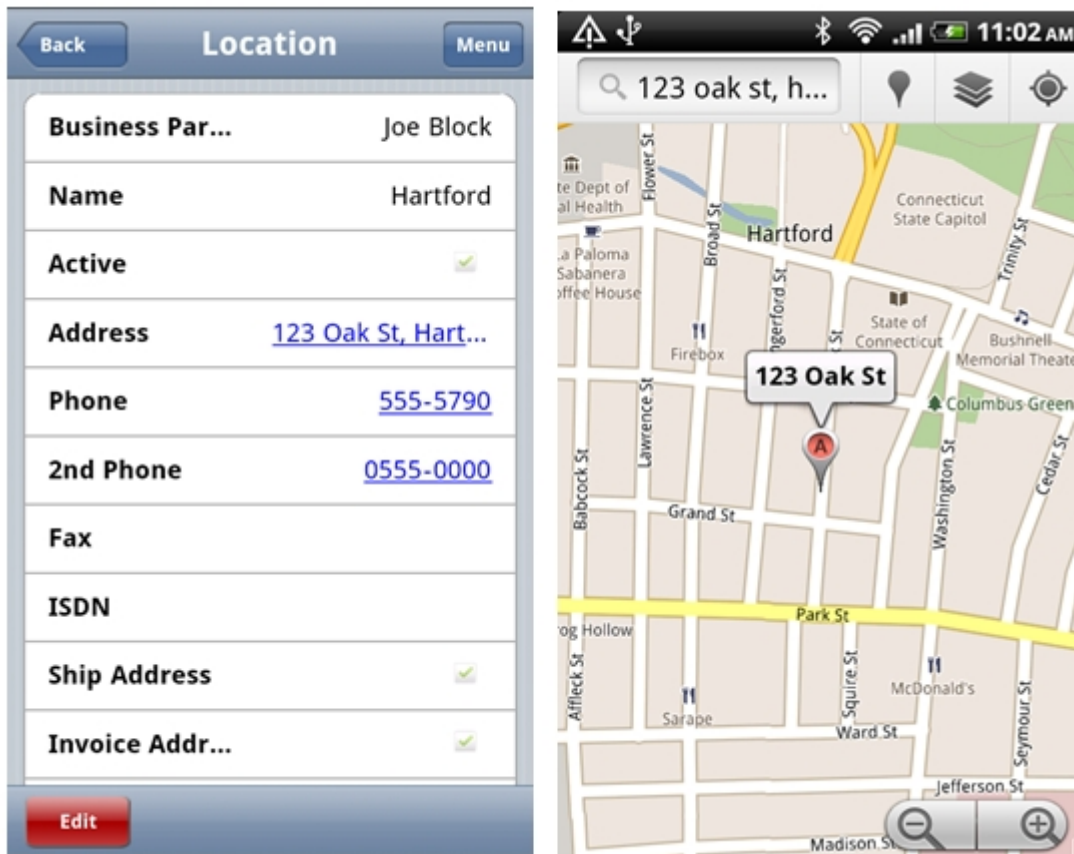 Back
Location
Menu
Business Par...
Joe Block
Name
Hartford
Active
Address
123 Oak St, Hart...
Phone
555-5790
2nd Phone
0555-0000
Fax
ISDN
Ship Address
Invoice Addr...
Edit
11:02 AM
123 oak st, h...
te Dept of
al Health
Flower St
Broad St
Hartford
Connecticut
State Capitol
Trinity St
a Paloma
Sabanera
offee House
ngerford St
State of
Connecticut
Bushnell
Memorial Theate
Firebox
St
123 Oak St
A
Columbus Green
Lawrence St
Babcock St
Grand St
Washington St
Cedar St
Park St
og Hollow
Affleck St
Squire St
McDonald's
Sarape
Ward St
Seymour St
Jefferson St
Madison S